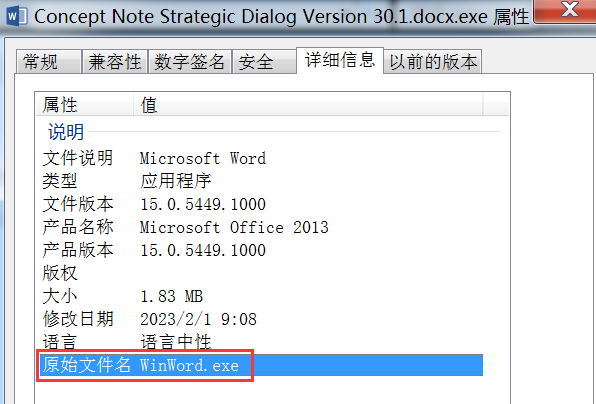 Concept Note Strategic Dialog Version 30.1.docx.exe 属性
常规 兼容性 数字签名 安全 详细信息 以前的版本
属性 值
说明
文件说明 Microsoft Word
类型 应用程序
文件版本 15.0.5449.1000
产品名称 Microsoft Office 2013
产品版本 15.0.5449.1000
版权
大小 1.83 MB
修改日期 2023/2/1 9:08
语言 语言中性
原始文件名 WinWord.exe